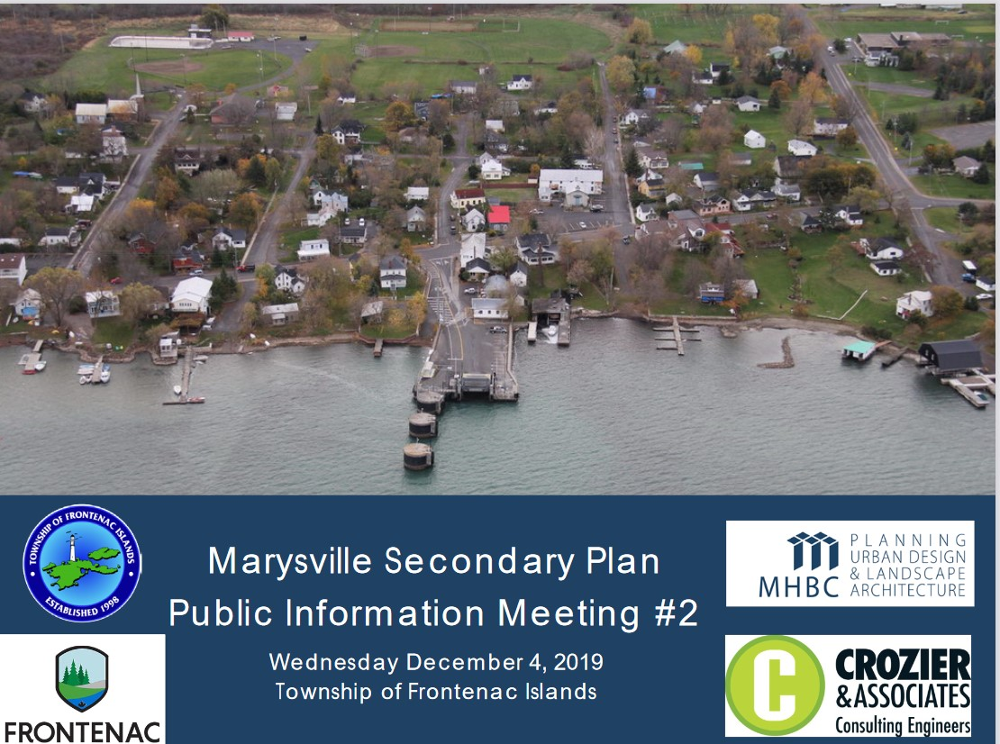 TOWNSHIP OF FRONTENAC ISLANDS
ESTABLISHED 1998
FRONTENAC
Marysville Secondary Plan
Public Information Meeting #2
Wednesday December 4, 2019
Township of Frontenac Islands
MHBC
PLANNING
URBAN DESIGN
& LANDSCAPE
ARCHITECTURE
C
CROZIER
& ASSOCIATES
Consulting Engineers